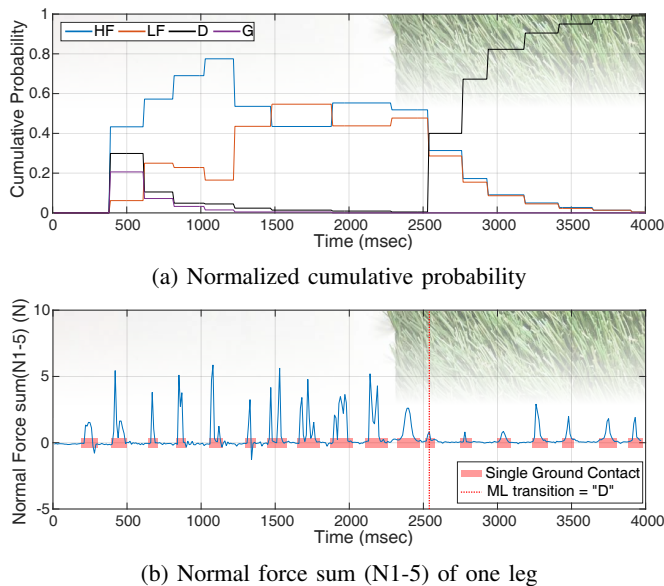 HF LF D G
Cumulative Probability
1
0.8
0.6
0.4
0.2
0
0 500 1000 1500 2000 2500 3000 3500 4000
Time (msec)
(a) Normalized cumulative probability
Normal Force sum(N1-5) (N)
10
5
0
-5
Single Ground Contact
ML transition = "D"
0 500 1000 1500 2000 2500 3000 3500 4000
Time (msec)
(b) Normal force sum (N1-5) of one leg